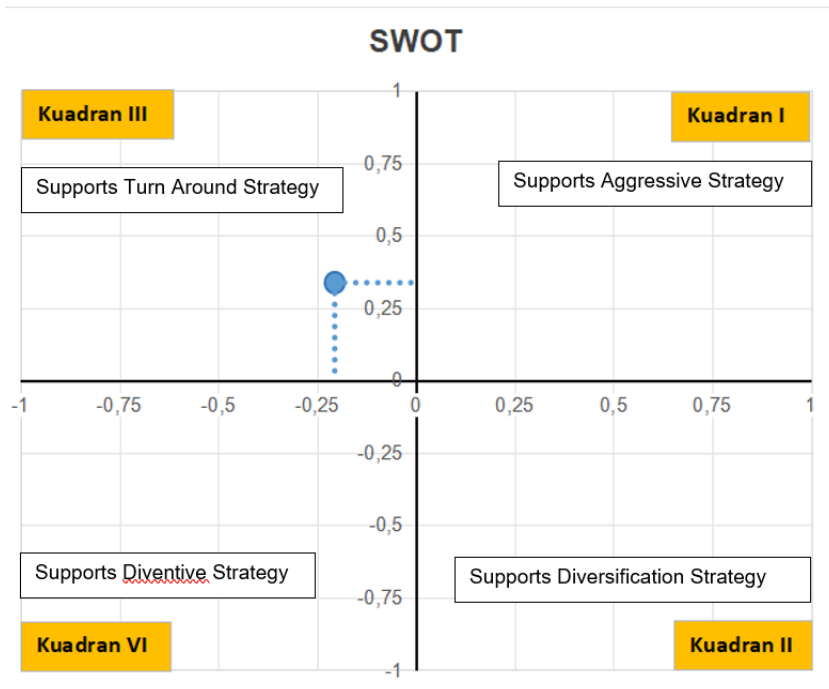 SWOT
Kuadran III
Kuadran I
Supports Turn Around Strategy
Supports Aggressive Strategy
1
0,75
0,5
0,25
0
-1
-0,75
-0,5
-0,25
0
0,25
0,5
0,75
1
-0,25
-0,5
-0,75
-1
Supports Diventive Strategy
Supports Diversification Strategy
Kuadran VI
Kuadran II